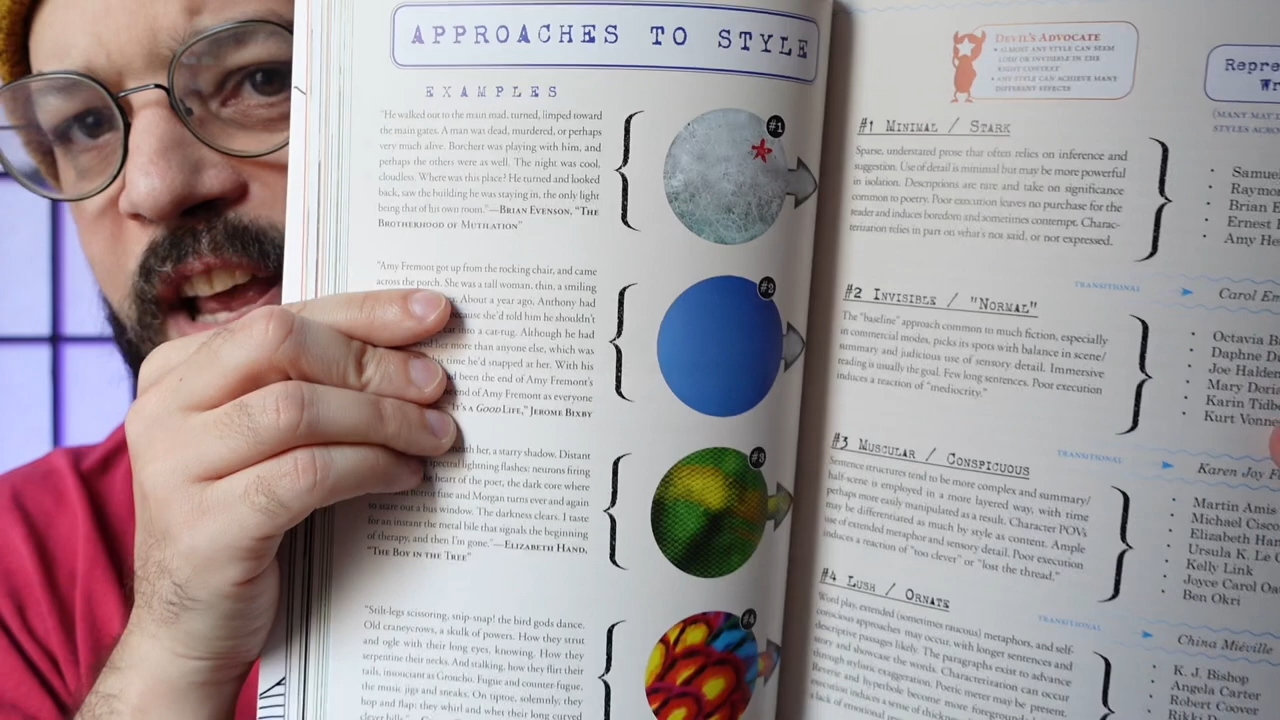 APPROACHES TO STYLE
EXAMPLES
"He walked out to the main mad, turned, limped toward
the main gates. A man was dead, murdered, or perhaps
very much alive. Borchert was playing with him, and
perhaps the others were as well. The night was cool,
cloudless. Where was this place? He turned and looked
back, saw the building he was staying in, the only light
being that of his own room."—BRIAN EVENSON, "THE
BROTHERHOOD OF MUTILATION"
#1
"Amy Fremont got up from the rocking chair, and came
across the porch. She was a tall woman, thin, a smiling
About a year ago, Anthony had
because she'd told him he shouldn't
cat into a cat-rug. Although he had
her more than anyone else, which was
this time he'd snapped at her. With his
had been the end of Amy Fremont's
end of Amy Fremont as everyone
"IT'S A GOOD LIFE," JEROME BIXBY
#2
her, a starry shadow. Distant
spectral lightning flashes: neurons firing
heart of the poet, the dark core where
horror fuse and Morgan turns ever and again
to stare out a bus window. The darkness clears. I taste
for an instant the metal bile that signals the beginning
of therapy, and then I'm gone."—ELIZABETH HAND,
"THE BOY IN THE TREE"
#3
"Stilt-legs scissoring, snip-snap! the bird gods dance.
Old craneycrows, a skulk of powers. How they strut
and ogle with their long eyes, knowing. How they
serpentine their necks. And stalking, how they flirt their
tails, insouciant as Groucho. Fugue and counter-fugue,
the music jigs and sneaks. On tiptoe, solemnly, they
hop and flap; they whirl and whet their long curved
clever bills."
#4
DEVIL'S ADVOCATE
• ALMOST ANY STYLE CAN SEEM
LUSH OR INVISIBLE IN THE
RIGHT CONTEXT
• ANY STYLE CAN ACHIEVE MANY
DIFFERENT EFFECTS
#1 MINIMAL / STARK
Sparse, understated prose that often relies on inference and
suggestion. Use of detail is minimal but may be more powerful
in isolation. Descriptions are rare and take on significance
common to poetry. Poor execution leaves no purchase for the
reader and induces boredom and sometimes contempt. Charac-
terization relies in part on what's not said, or not expressed.
TRANSITIONAL
#2 INVISIBLE / "NORMAL"
The "baseline" approach common to much fiction, especially
in commercial modes, picks its spots with balance in scene/
summary and judicious use of sensory detail. Immersive
reading is usually the goal. Few long sentences. Poor execution
induces a reaction of "mediocrity."
TRANSITIONAL
#3 MUSCULAR / CONSPICUOUS
Sentence structures tend to be more complex and summary/
half-scene is employed in a more layered way, with time
perhaps more easily manipulated as a result. Character POVs
may be differentiated as much by style as content. Ample
use of extended metaphor and sensory detail. Poor execution
induces a reaction of "too clever" or "lost the thread."
TRANSITIONAL
#4 LUSH / ORNATE
Word play, extended (sometimes raucous) metaphors, and self-
conscious approaches may occur, with longer sentences and
descriptive passages likely. The paragraphs exist to advance
story and showcase the words. Characterization can occur
through stylistic exaggeration. Poetic meter may be present.
Reverie and hyperbole become more
execution induces a sense of
a lack of emotional
Repre
Wr
(MANY MAY
STYLES ACRO
• Samue
• Raymo
• Brian E
• Ernest
• Amy He
Carol Em
• Octavia B
• Daphne D
• Joe Halde
• Mary Dori
• Karin Tidb
• Kurt Vonne
Karen Joy F
• Martin Amis
• Michael Cisco
• Elizabeth Han
• Ursula K. Le
• Kelly Link
• Joyce Carol Oa
• Ben Okri
China Miéville
• K. J. Bishop
• Angela Carter
• Robert Coover